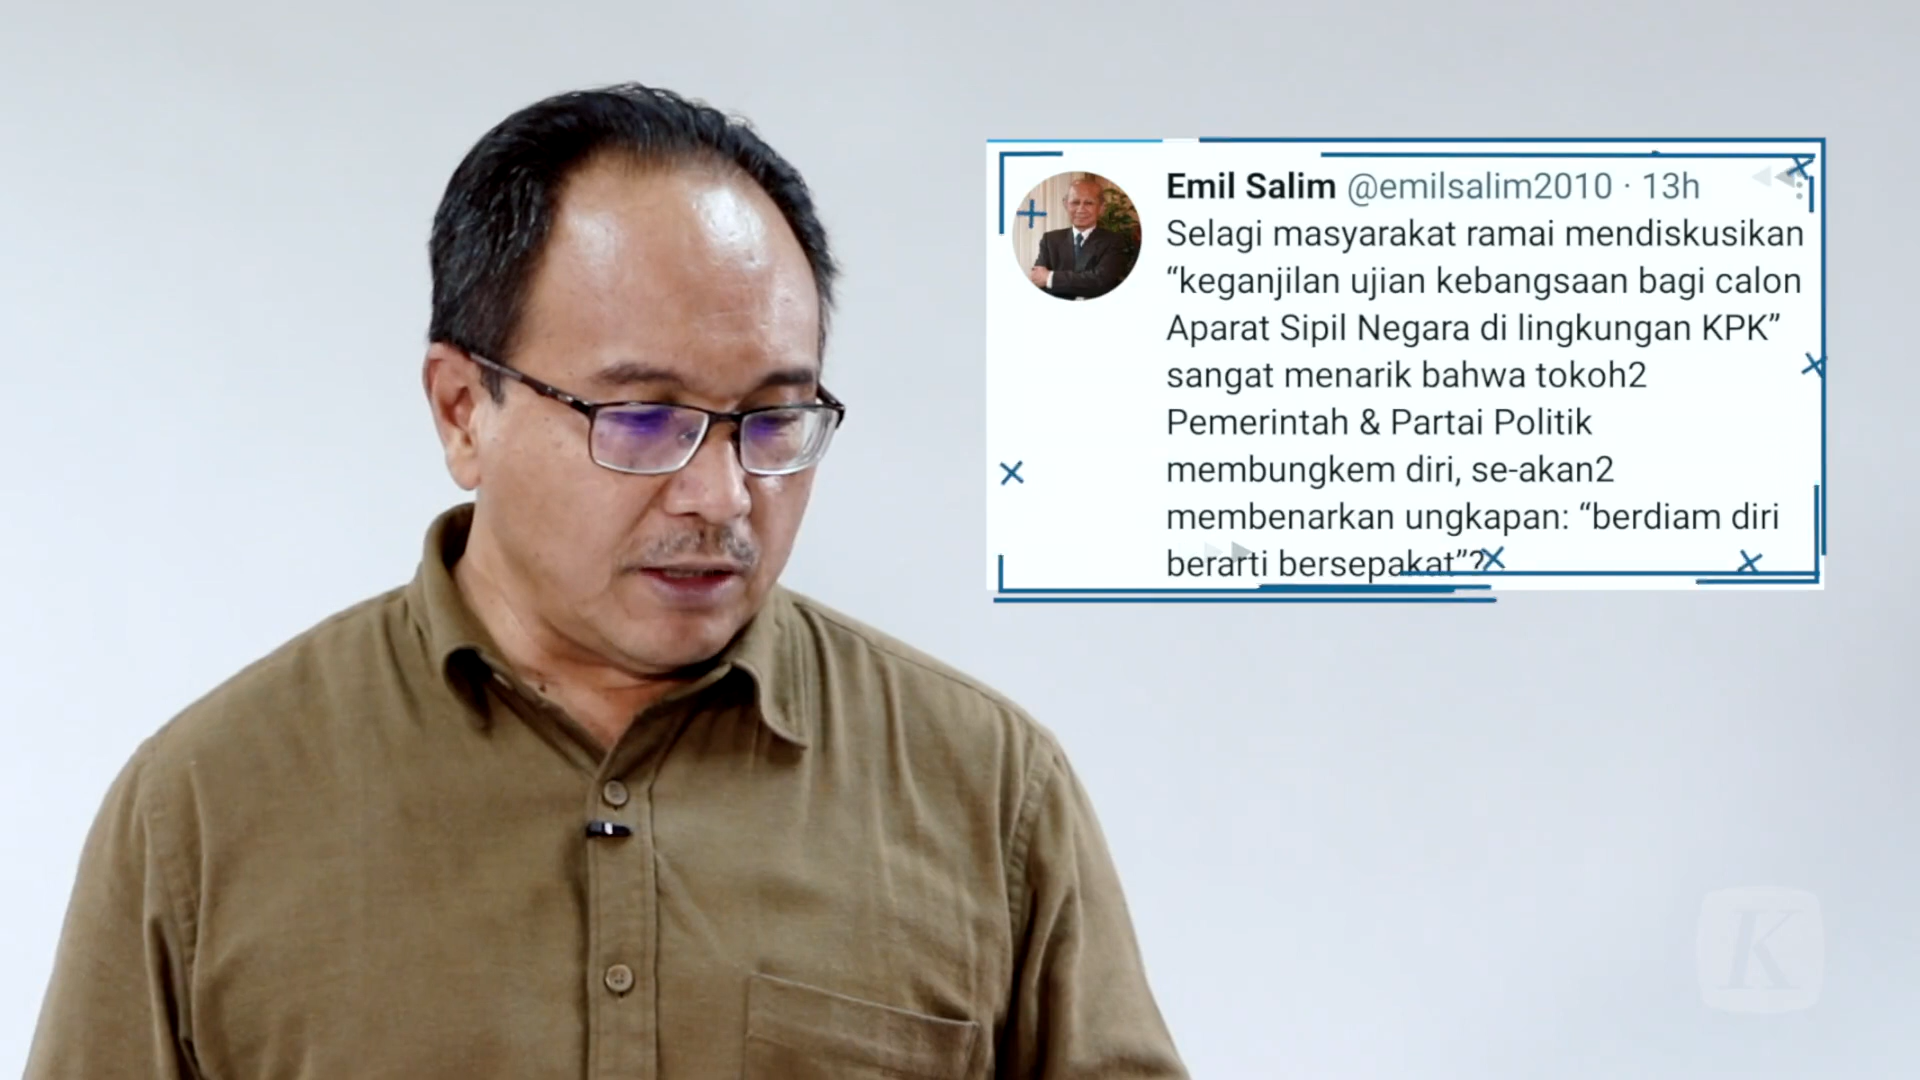 Emil Salim @emilsalim2010 · 13h
Selagi masyarakat ramai mendiskusikan
“keganjilan ujian kebangsaan bagi calon
Aparat Sipil Negara di lingkungan KPK”
sangat menarik bahwa tokoh2
Pemerintah & Partai Politik
membungkem diri, se-akan2
membenarkan ungkapan: “berdiam diri
berarti bersepakat”?
K